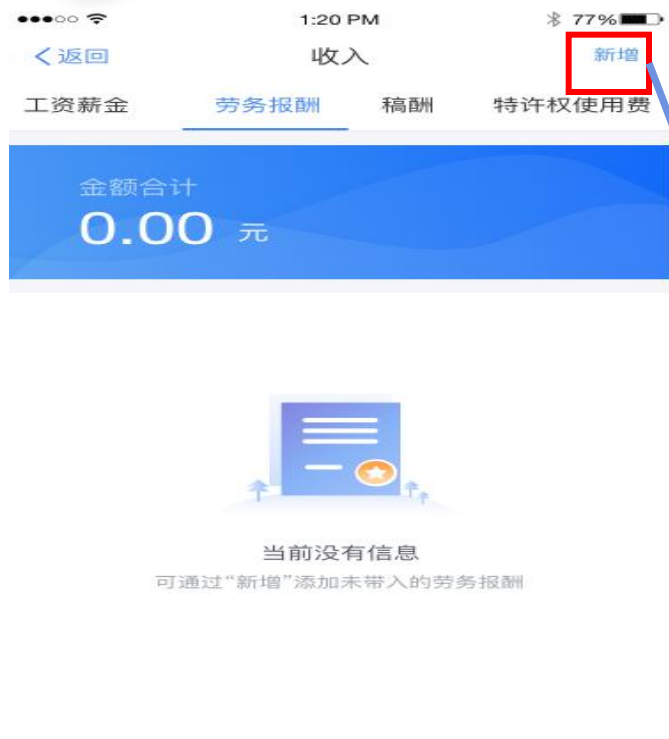 1:20 PM 77%
返回 收入 新增
工资薪金 劳务报酬 稿酬 特许权使用费
金额合计
0.00 元
当前没有信息
可通过“新增”添加未带入的劳务报酬